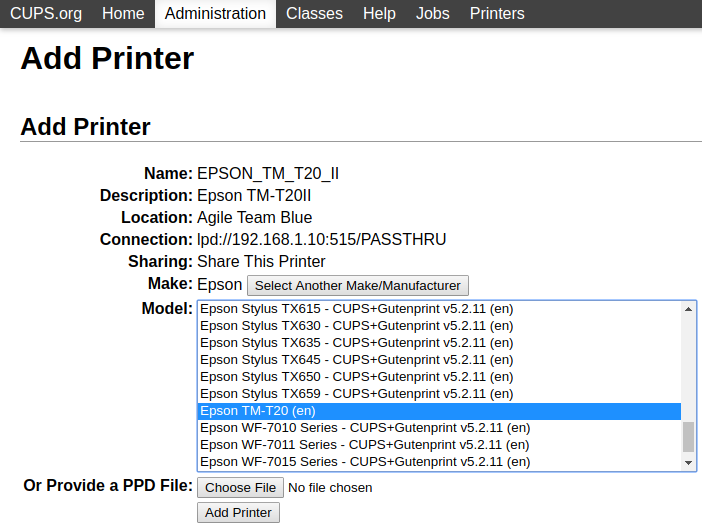 CUPS.org Home Administration Classes Help Jobs Printers
Add Printer
Add Printer
Name: EPSON_TM_T20_II
Description: Epson TM-T20II
Location: Agile Team Blue
Connection: lpd://192.168.1.10:515/PASSTHRU
Sharing: Share This Printer
Make: Epson Select Another Make/Manufacturer
Model: Epson Stylus TX615 - CUPS+Gutenprint v5.2.11 (en)
Epson Stylus TX630 - CUPS+Gutenprint v5.2.11 (en)
Epson Stylus TX635 - CUPS+Gutenprint v5.2.11 (en)
Epson Stylus TX645 - CUPS+Gutenprint v5.2.11 (en)
Epson Stylus TX650 - CUPS+Gutenprint v5.2.11 (en)
Epson Stylus TX659 - CUPS+Gutenprint v5.2.11 (en)
Epson TM-T20 (en)
Epson WF-7010 Series - CUPS+Gutenprint v5.2.11 (en)
Epson WF-7011 Series - CUPS+Gutenprint v5.2.11 (en)
Epson WF-7015 Series - CUPS+Gutenprint v5.2.11 (en)
Or Provide a PPD File: Choose File No file chosen
Add Printer